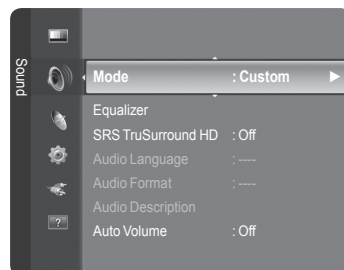 Sound
Mode : Custom
Equalizer
SRS TruSurround HD : Off
Audio Language : ----
Audio Format : ----
Audio Description
Auto Volume : Off
?